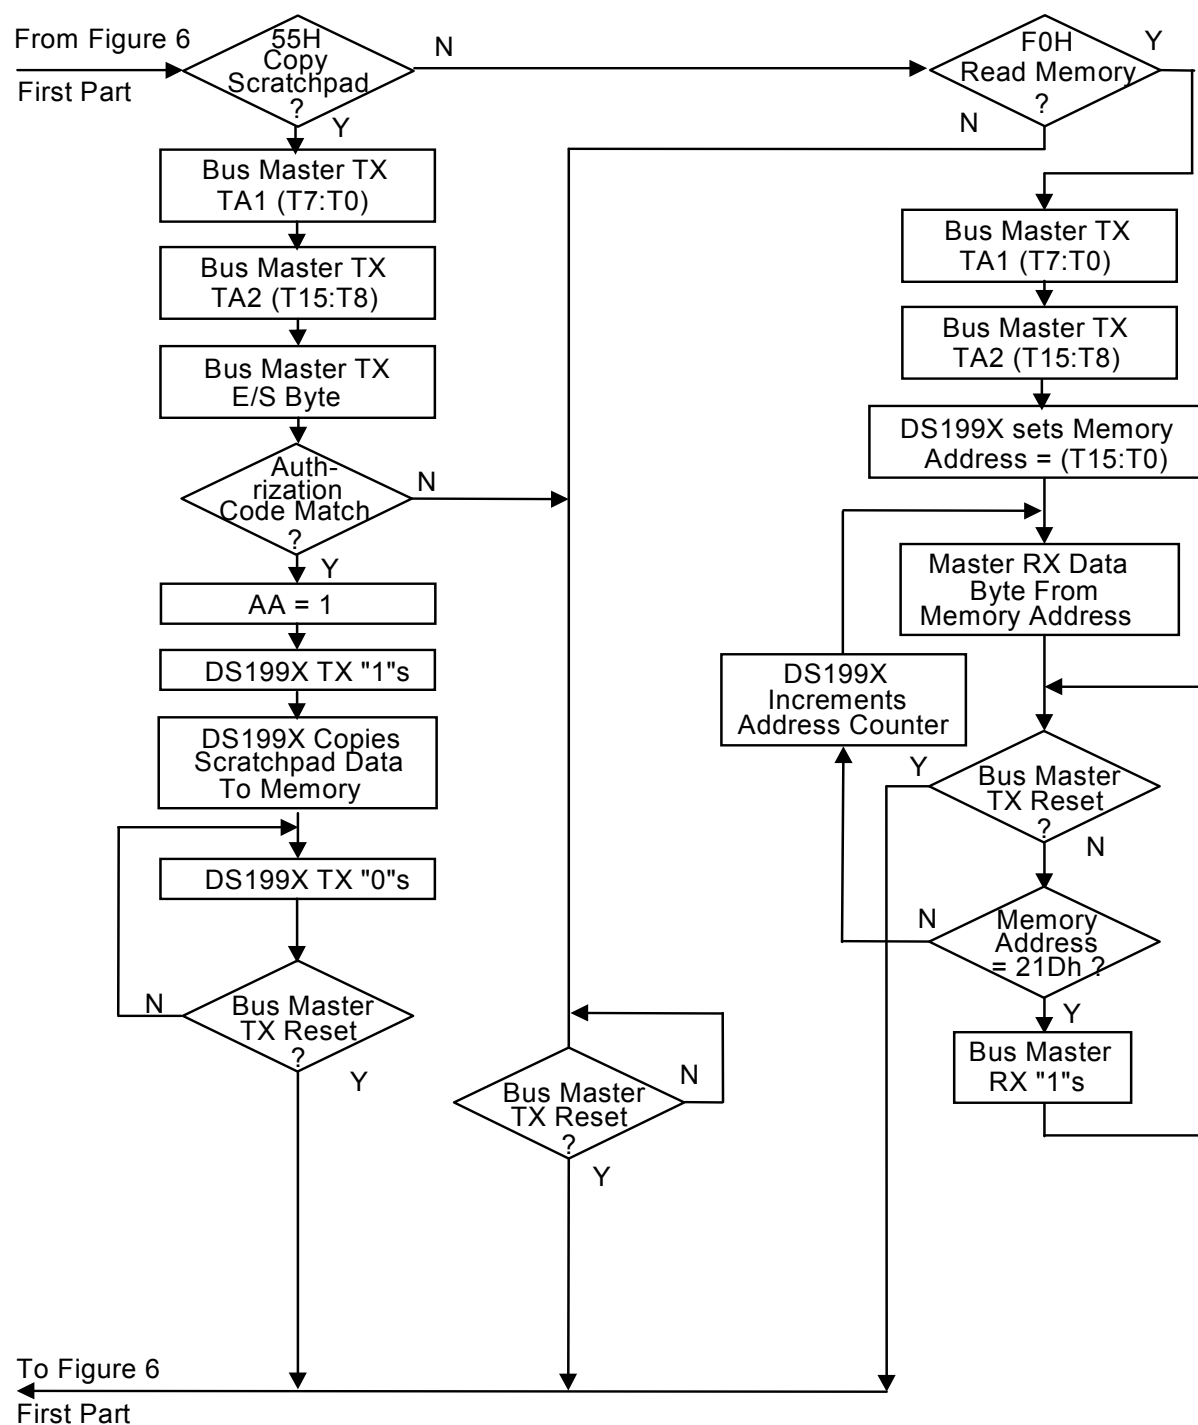 From Figure 6
First Part
55H
Copy
Scratchpad
?
N
Y
F0H
Read Memory
?
Y
N
Bus Master TX
TA1 (T7:T0)
Bus Master TX
TA2 (T15:T8)
Bus Master TX
E/S Byte
Auth-
rization
Code Match
?
N
Y
AA = 1
DS199X TX "1"s
DS199X Copies
Scratchpad Data
To Memory
DS199X TX "0"s
Bus Master
TX Reset
?
N
Y
Bus Master
TX Reset
?
N
Y
Bus Master TX
TA1 (T7:T0)
Bus Master TX
TA2 (T15:T8)
DS199X sets Memory
Address = (T15:T0)
Master RX Data
Byte From
Memory Address
DS199X
Increments
Address Counter
Bus Master
TX Reset
?
Y
N
Memory
Address
= 21Dh ?
N
Y
Bus Master
RX "1"s
To Figure 6
First Part